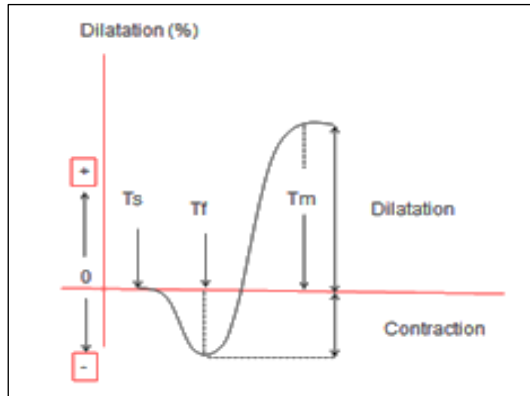 Dilatation (%)
+
Ts
Tf
Tm
Dilatation
0
Contraction
-